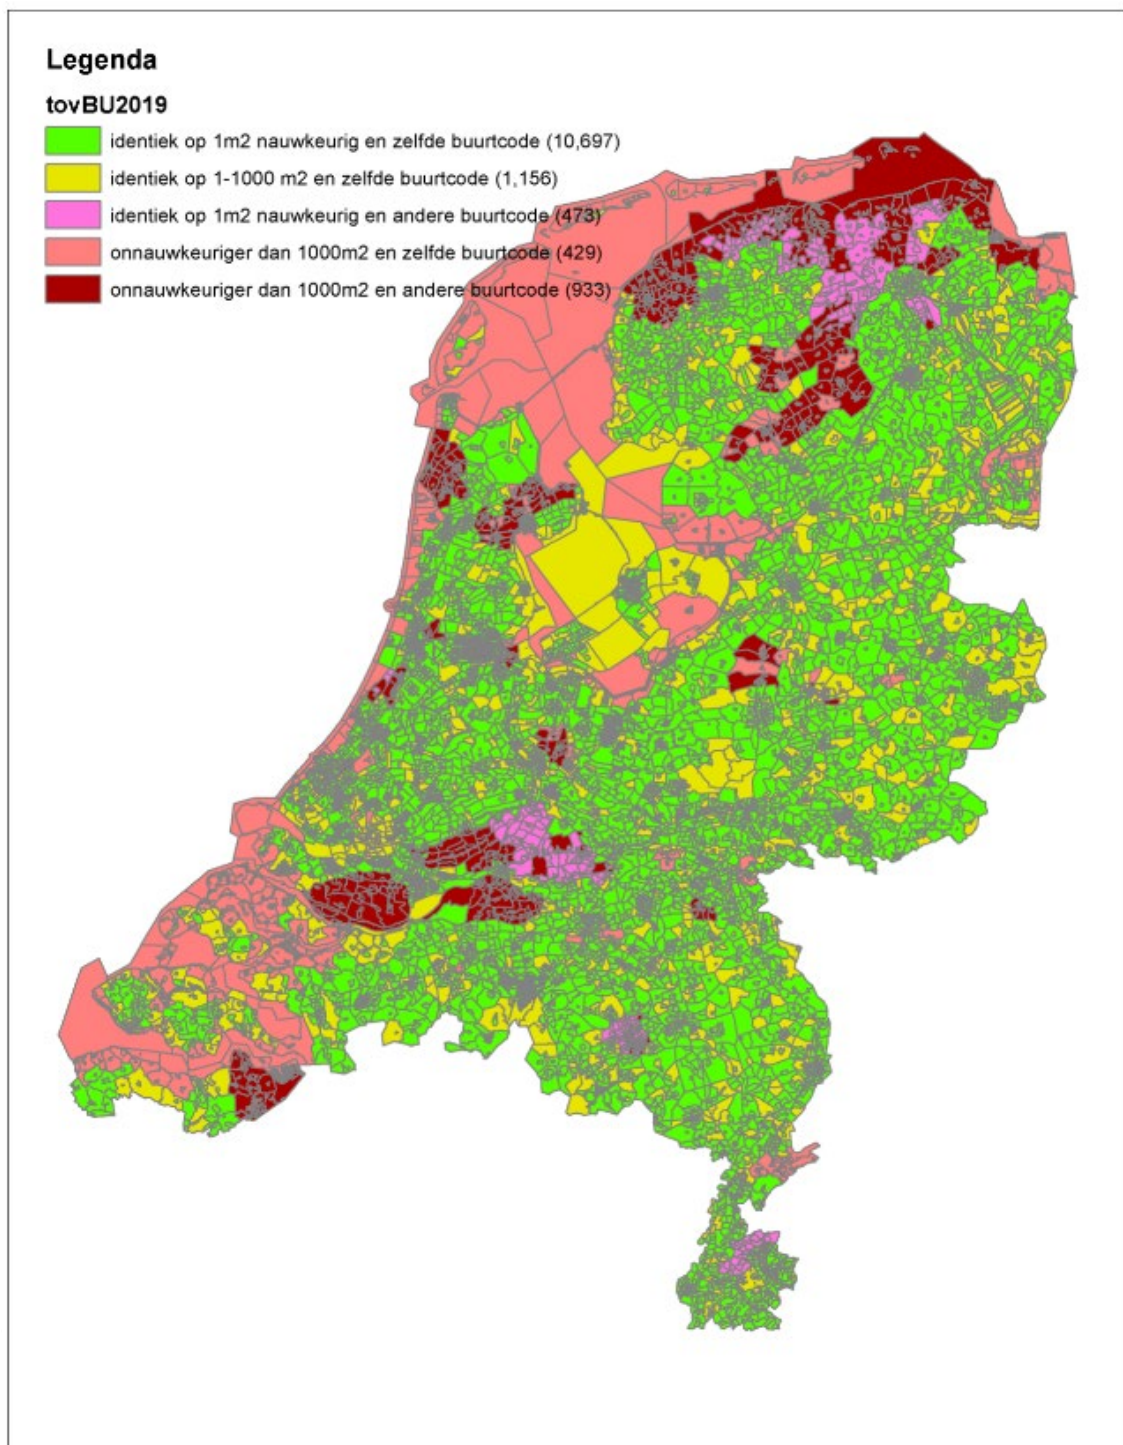 Legenda
tovBU2019
identiek op 1m2 nauwkeurig en zelfde buurtcode (10,697)
identiek op 1-1000 m2 en zelfde buurtcode (1,156)
identiek op 1m2 nauwkeurig en andere buurtcode (473)
onnauwkeuriger dan 1000m2 en zelfde buurtcode (429)
onnauwkeuriger dan 1000m2 en andere buurtcode (933)